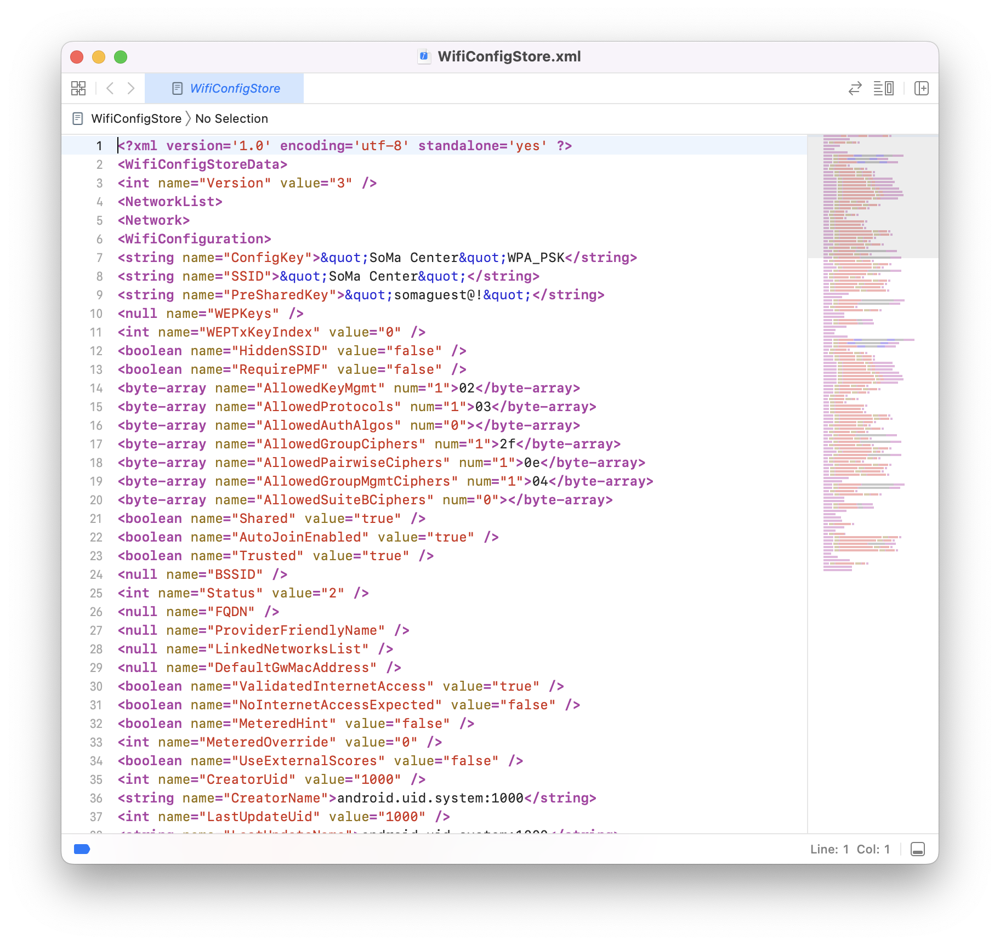 WifiConfigStore.xml
WifiConfigStore
WifiConfigStore No Selection
1 <?xml version='1.0' encoding='utf-8' standalone='yes' ?>
2 <WifiConfigStoreData>
3 <int name="Version" value="3" />
4 <NetworkList>
5 <Network>
6 <WifiConfiguration>
7 <string name="ConfigKey">&quot;SoMa Center&quot;WPA_PSK</string>
8 <string name="SSID">&quot;SoMa Center&quot;</string>
9 <string name="PreSharedKey">&quot;somaguest@!&quot;</string>
10 <null name="WEPKeys" />
11 <int name="WEPTxKeyIndex" value="0" />
12 <boolean name="HiddenSSID" value="false" />
13 <boolean name="RequirePMF" value="false" />
14 <byte-array name="AllowedKeyMgmt" num="1">02</byte-array>
15 <byte-array name="AllowedProtocols" num="1">03</byte-array>
16 <byte-array name="AllowedAuthAlgos" num="0"></byte-array>
17 <byte-array name="AllowedGroupCiphers" num="1">2f</byte-array>
18 <byte-array name="AllowedPairwiseCiphers" num="1">0e</byte-array>
19 <byte-array name="AllowedGroupMgmtCiphers" num="1">04</byte-array>
20 <byte-array name="AllowedSuiteBCiphers" num="0"></byte-array>
21 <boolean name="Shared" value="true" />
22 <boolean name="AutoJoinEnabled" value="true" />
23 <boolean name="Trusted" value="true" />
24 <null name="BSSID" />
25 <int name="Status" value="2" />
26 <null name="FQDN" />
27 <null name="ProviderFriendlyName" />
28 <null name="LinkedNetworksList" />
29 <null name="DefaultGwMacAddress" />
30 <boolean name="ValidatedInternetAccess" value="true" />
31 <boolean name="NoInternetAccessExpected" value="false" />
32 <boolean name="MeteredHint" value="false" />
33 <int name="MeteredOverride" value="0" />
34 <boolean name="UseExternalScores" value="false" />
35 <int name="CreatorUid" value="1000" />
36 <string name="CreatorName">android.uid.system:1000</string>
37 <int name="LastUpdateUid" value="1000" />
38 <string name="LastUpdateName">android.uid.system:1000</string>
Line: 1 Col: 1